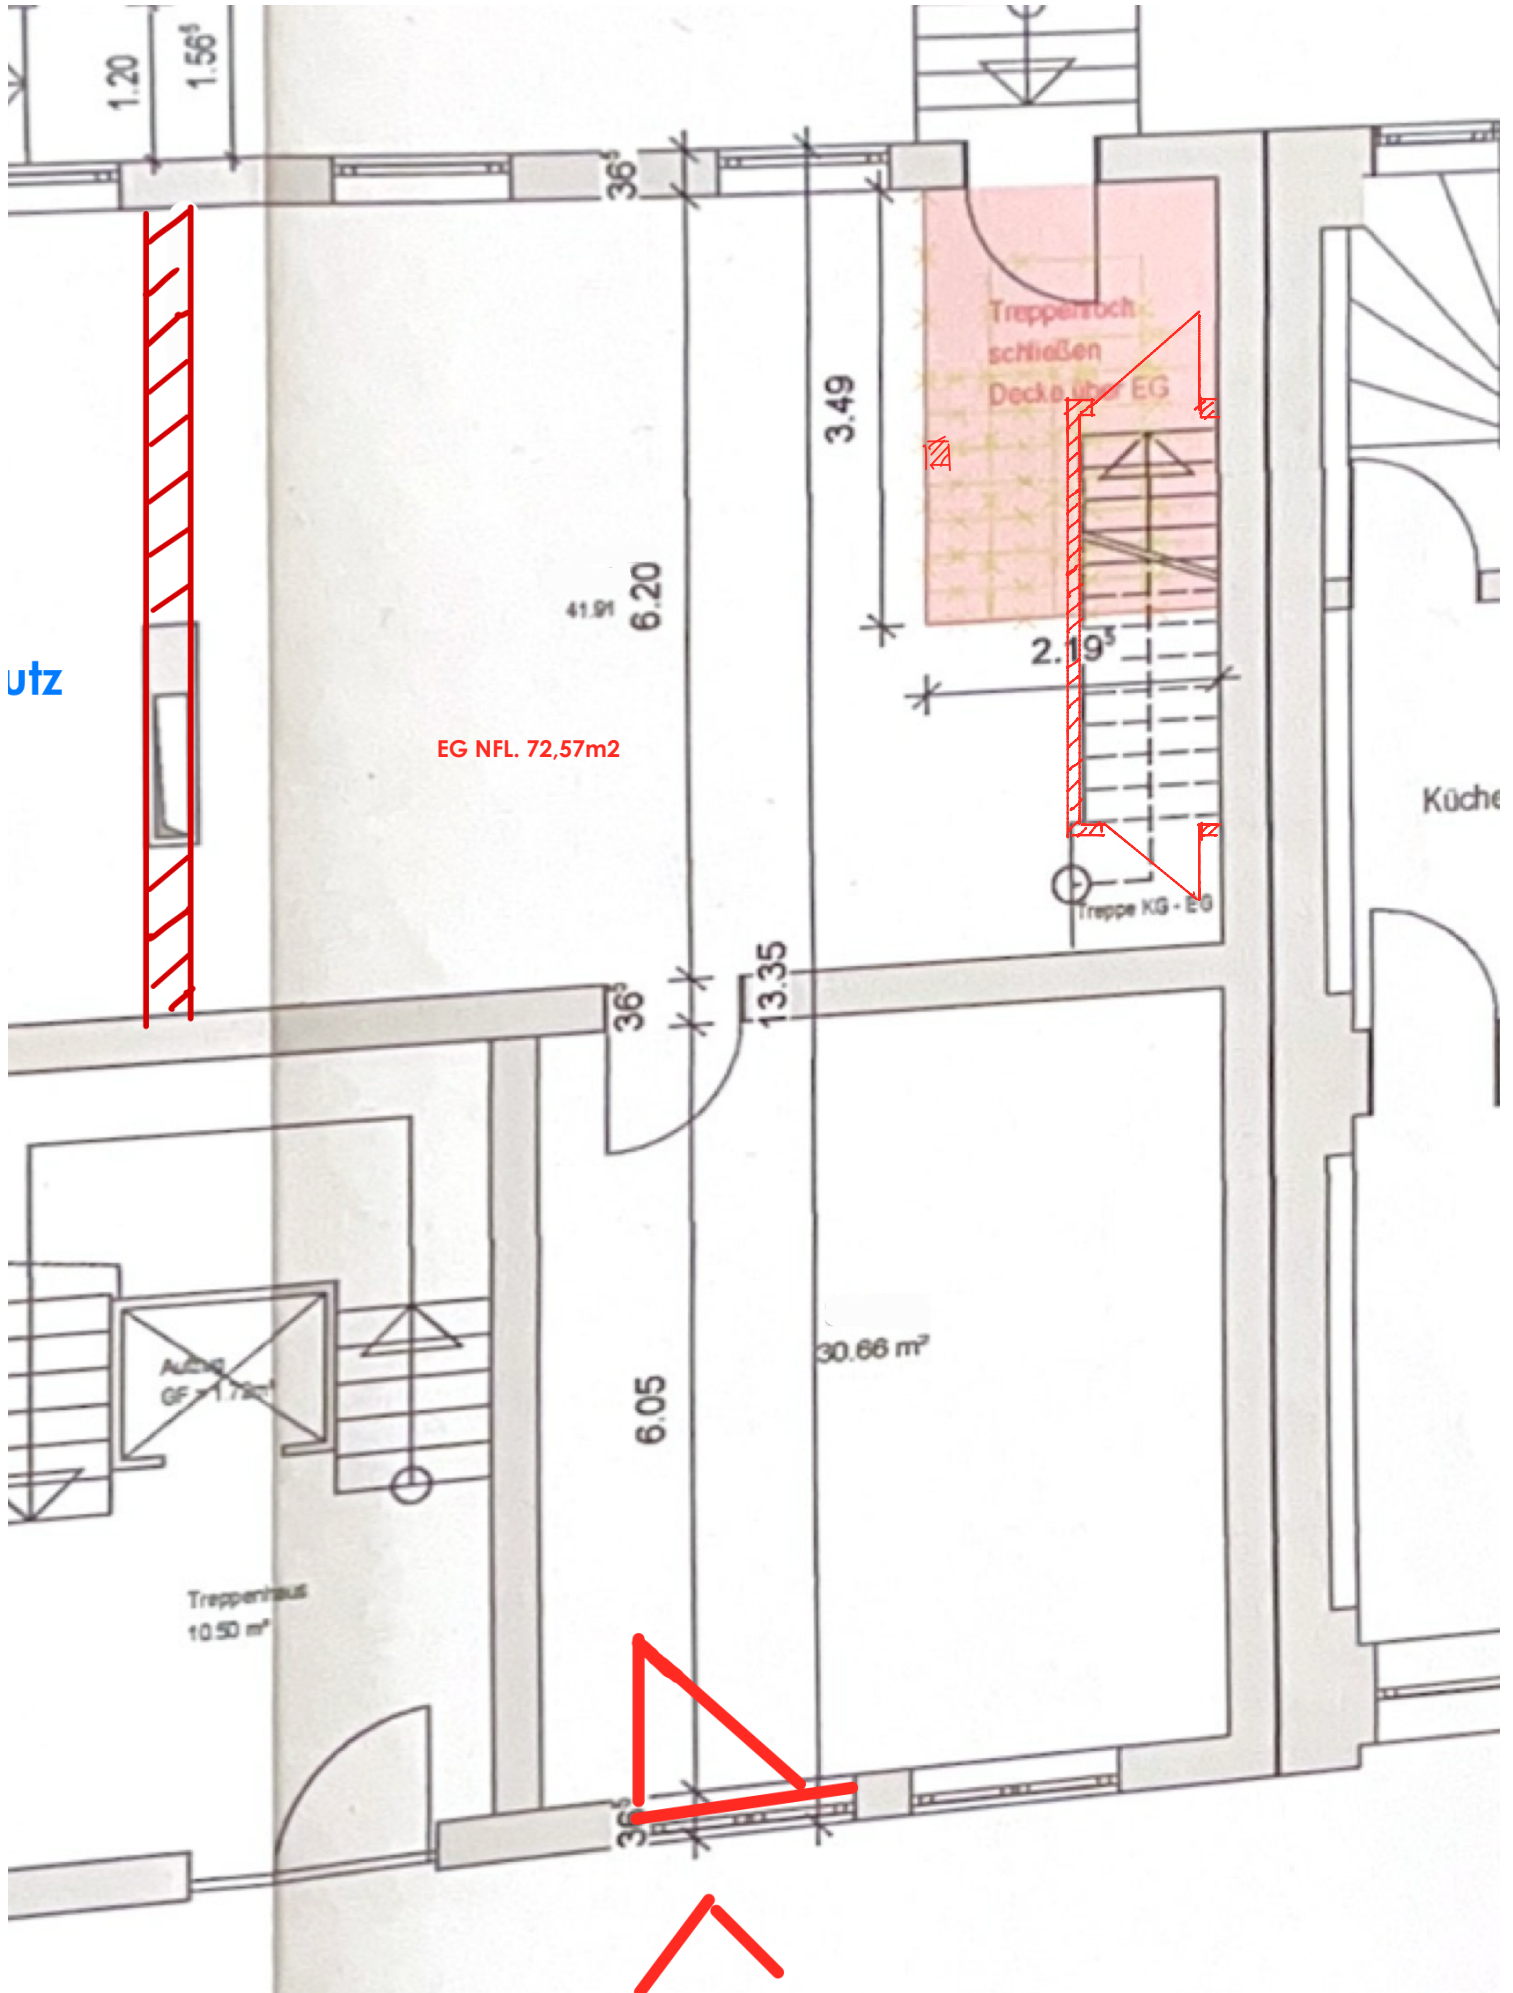 1.20
1.56⁵
36⁵
Treppenloch
schließen
Decke über EG
3.49
6.20
41.91
2.19⁵
utz
EG NFL. 72,57m2
Küche
Treppe KG - EG
13.35
36⁵
30.66 m²
Aufzug
GF = 1.72m²
6.05
Treppenhaus
10.50 m²
36⁵